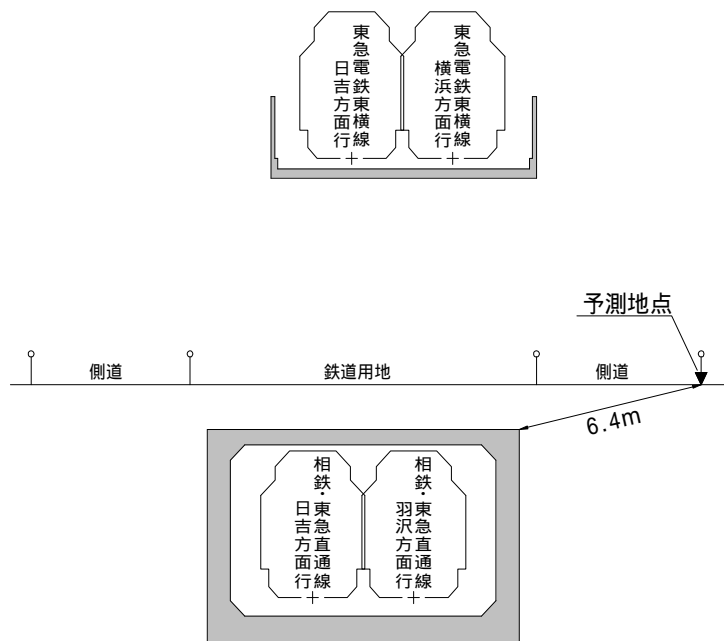 東急電鉄東横線
日吉方面行
東急電鉄東横線
横浜方面行
予測地点
側道
鉄道用地
側道
6.4m
相鉄・東急直通線
日吉方面行
相鉄・東急直通線
羽沢方面行